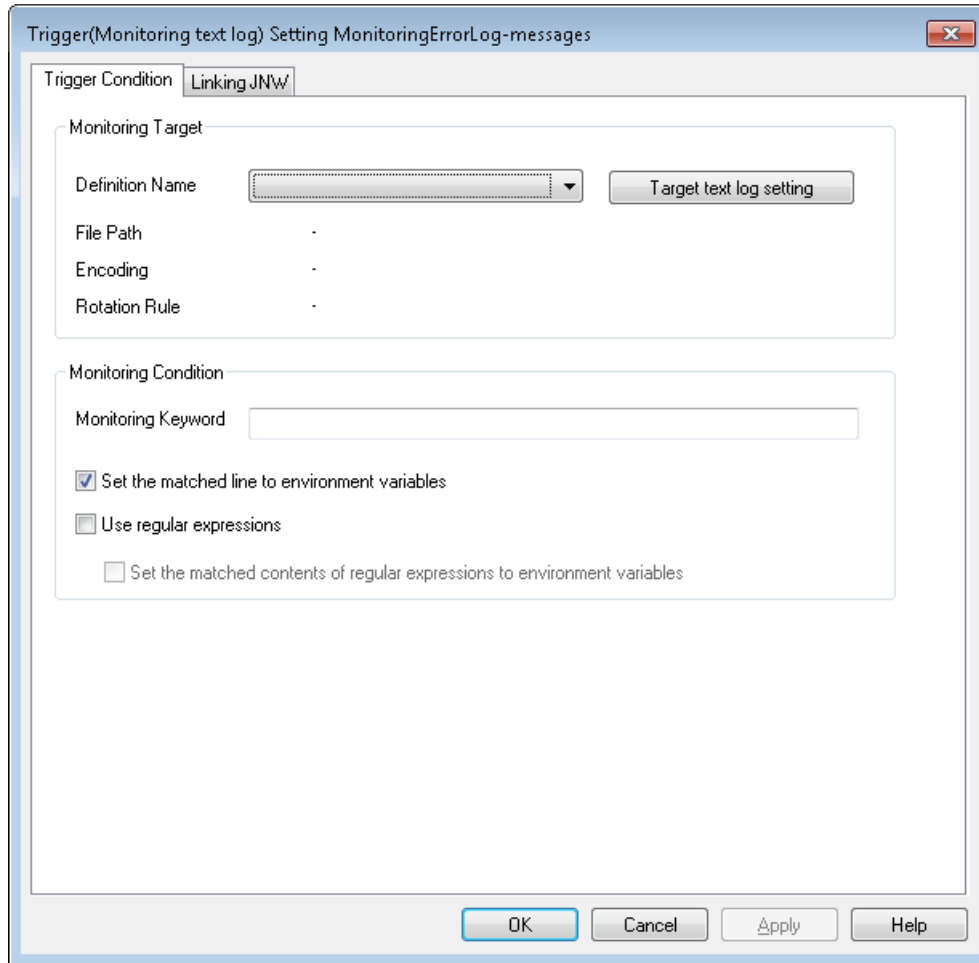 Trigger(Monitoring text log) Setting MonitoringErrorLog-messages
Trigger Condition Linking JNW
Monitoring Target
Definition Name Target text log setting
File Path -
Encoding -
Rotation Rule -
Monitoring Condition
Monitoring Keyword
Set the matched line to environment variables
Use regular expressions
Set the matched contents of regular expressions to environment variables
OK Cancel Apply Help